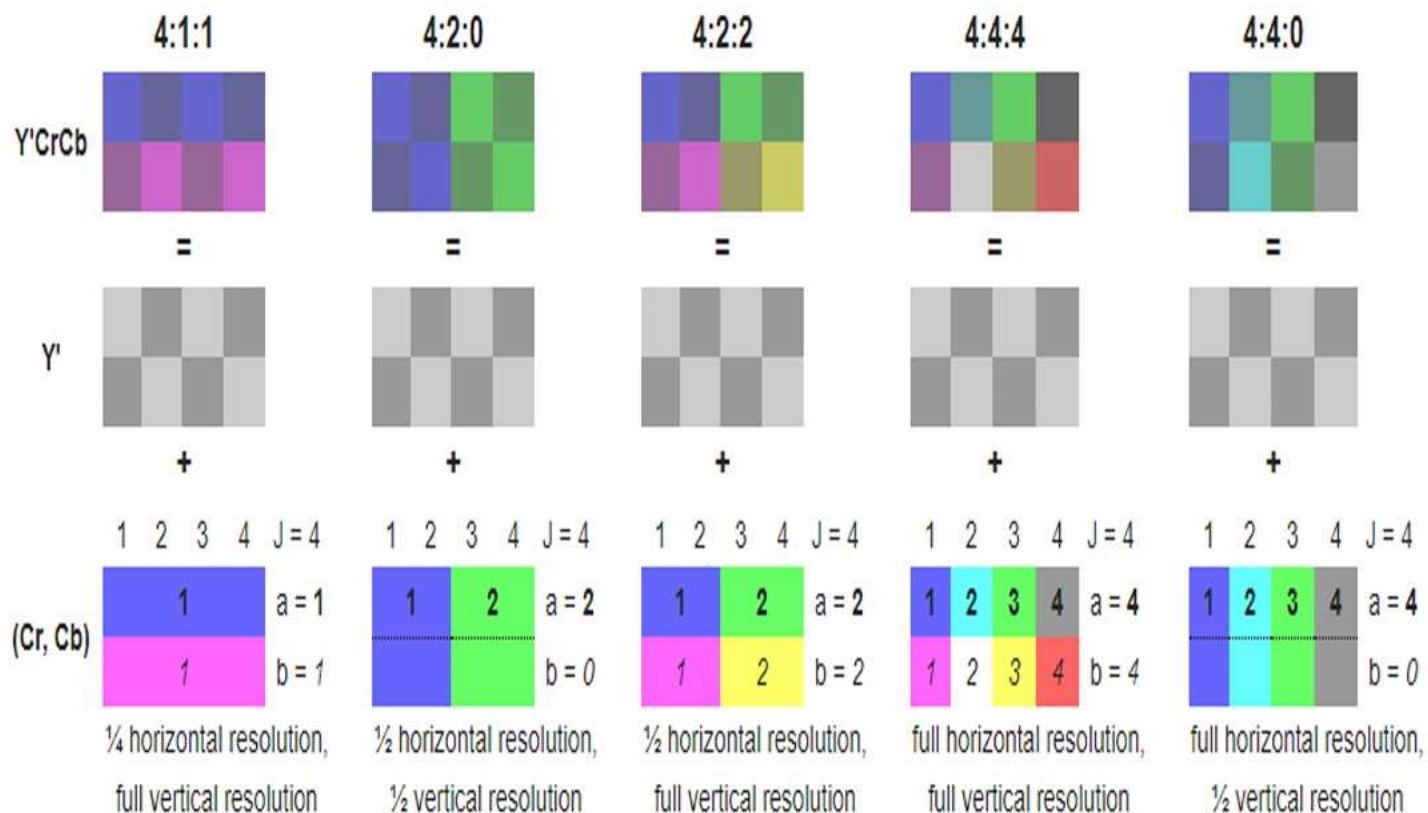 4:1:1 4:2:0 4:2:2 4:4:4 4:4:0
Y'CrCb
= = = = =
Y'
+ + + + +
1 2 3 4 J = 4 1 2 3 4 J = 4 1 2 3 4 J = 4 1 2 3 4 J = 4 1 2 3 4 J = 4
1 a = 1 1 2 a = 2 1 2 a = 2 1 2 3 4 a = 4 1 2 3 4 a = 4
(Cr, Cb)
1 b = 1 b = 0 1 2 b = 2 1 2 3 4 b = 4 b = 0
¼ horizontal resolution, ½ horizontal resolution, ½ horizontal resolution, full horizontal resolution, full horizontal resolution,
full vertical resolution ½ vertical resolution full vertical resolution full vertical resolution ½ vertical resolution